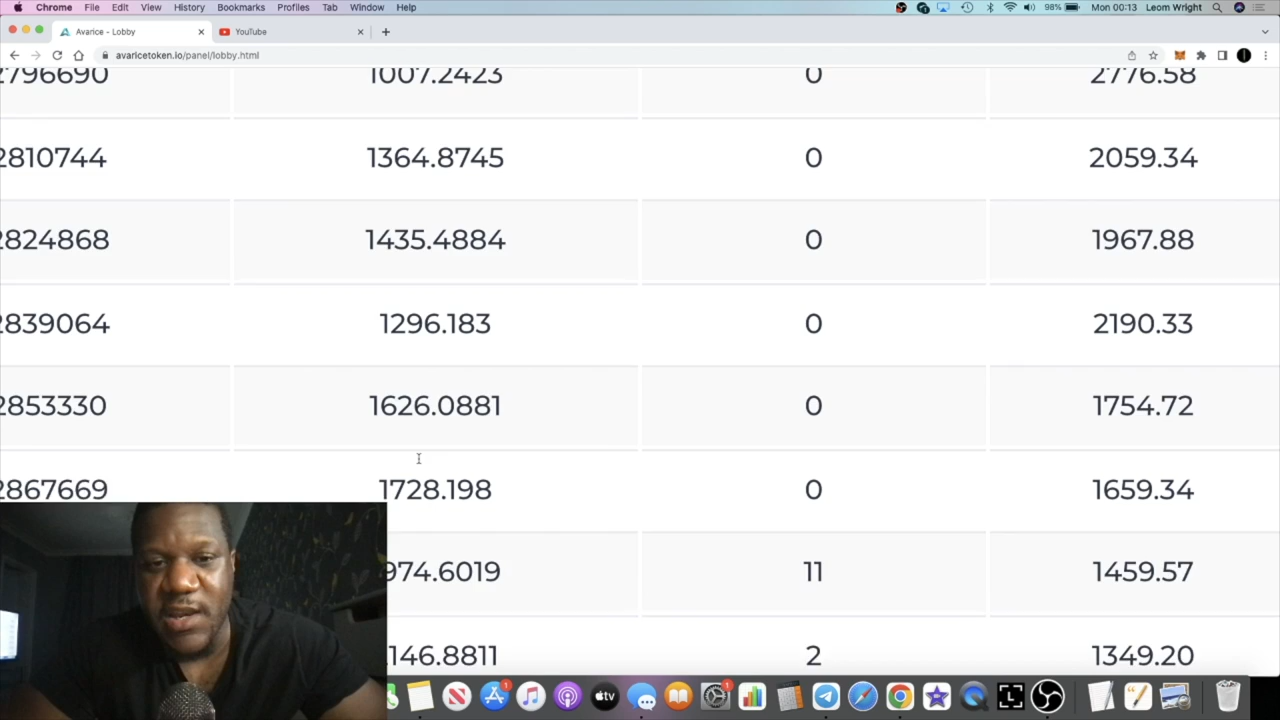 Chrome File Edit View History Bookmarks Profiles Tab Window Help 98% Mon 00:13 Leom Wright
Avarice - Lobby YouTube
avaricetoken.io/panel/lobby.html
2796690 1007.2423 0 2776.58
2810744 1364.8745 0 2059.34
2824868 1435.4884 0 1967.88
2839064 1296.183 0 2190.33
2853330 1626.0881 0 1754.72
2867669 1728.198 0 1659.34
974.6019 11 1459.57
146.8811 2 1349.20
tv